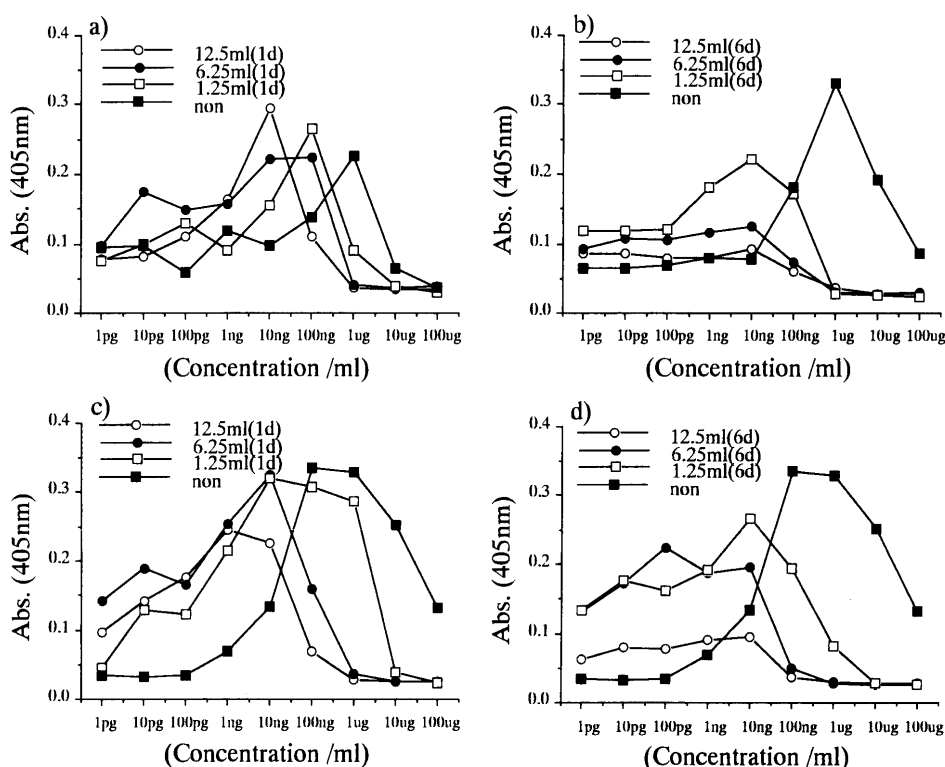 a)
0.4
0.3
0.2
0.1
0.0
Abs. (405nm)
12.5ml(1d)
6.25ml(1d)
1.25ml(1d)
non
1pg 10pg 100pg 1ng 10ng 100ng 1ug 10ug 100ug
(Concentration /ml)
b)
0.4
0.3
0.2
0.1
0.0
Abs. (405nm)
12.5ml(6d)
6.25ml(6d)
1.25ml(6d)
non
1pg 10pg 100pg 1ng 10ng 100ng 1ug 10ug 100ug
(Concentration /ml)
c)
0.4
0.3
0.2
0.1
0.0
Abs. (405nm)
12.5ml(1d)
6.25ml(1d)
1.25ml(1d)
non
1pg 10pg 100pg 1ng 10ng 100ng 1ug 10ug 100ug
(Concentration /ml)
d)
0.4
0.3
0.2
0.1
0.0
Abs. (405nm)
12.5ml(6d)
6.25ml(6d)
1.25ml(6d)
non
1pg 10pg 100pg 1ng 10ng 100ng 1ug 10ug 100ug
(Concentration /ml)